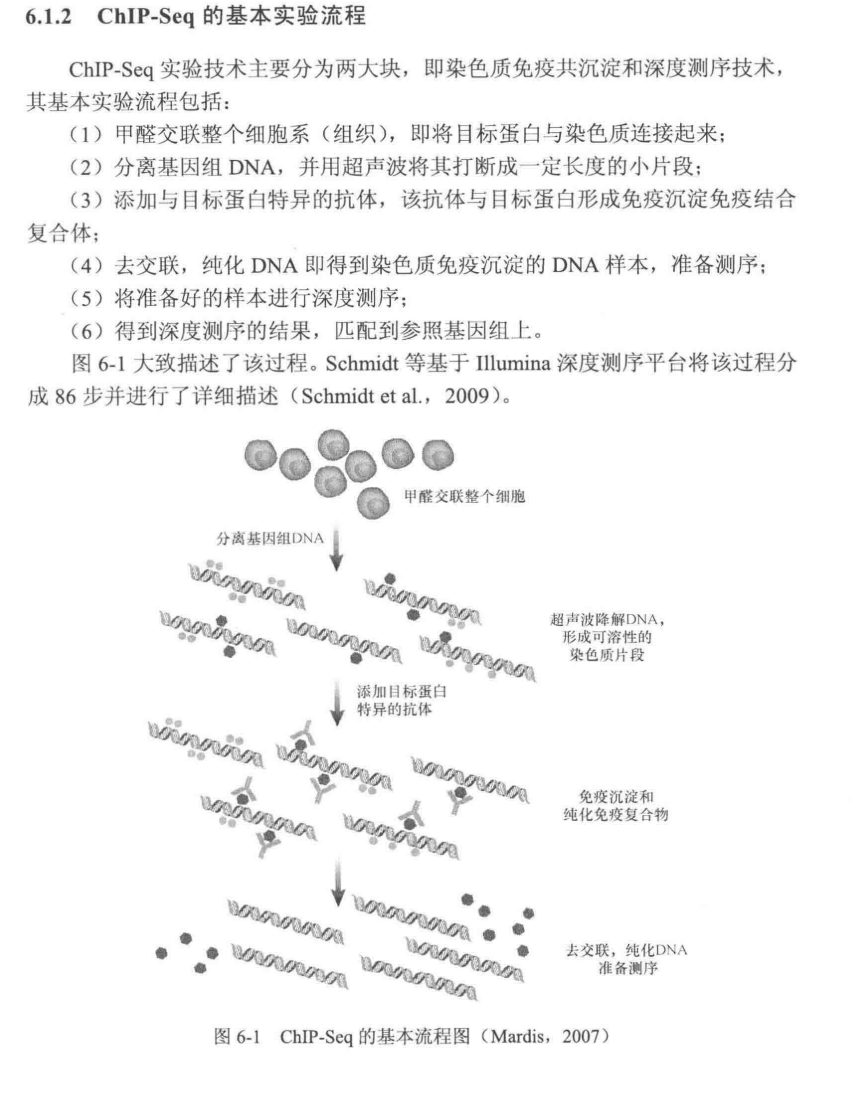 6.1.2 ChIP-Seq 的基本实验流程
ChIP-Seq 实验技术主要分为两大块，即染色质免疫共沉淀和深度测序技术，
其基本实验流程包括：
（1）甲醛交联整个细胞系（组织），即将目标蛋白与染色质连接起来；
（2）分离基因组 DNA，并用超声波将其打断成一定长度的小片段；
（3）添加与目标蛋白特异的抗体，该抗体与目标蛋白形成免疫沉淀免疫结合
复合体；
（4）去交联，纯化 DNA 即得到染色质免疫沉淀的 DNA 样本，准备测序；
（5）将准备好的样本进行深度测序；
（6）得到深度测序的结果，匹配到参照基因组上。
图 6-1 大致描述了该过程。Schmidt 等基于 Illumina 深度测序平台将该过程分
成 86 步并进行了详细描述（Schmidt et al.，2009）。
甲醛交联整个细胞
分离基因组DNA
超声波降解DNA，
形成可溶性的
染色质片段
添加目标蛋白
特异的抗体
免疫沉淀和
纯化免疫复合物
去交联，纯化DNA
准备测序
图 6-1 ChIP-Seq 的基本流程图（Mardis，2007）